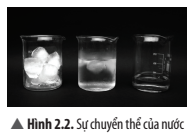 ▲ Hình 2.2. Sự chuyển thể của nước